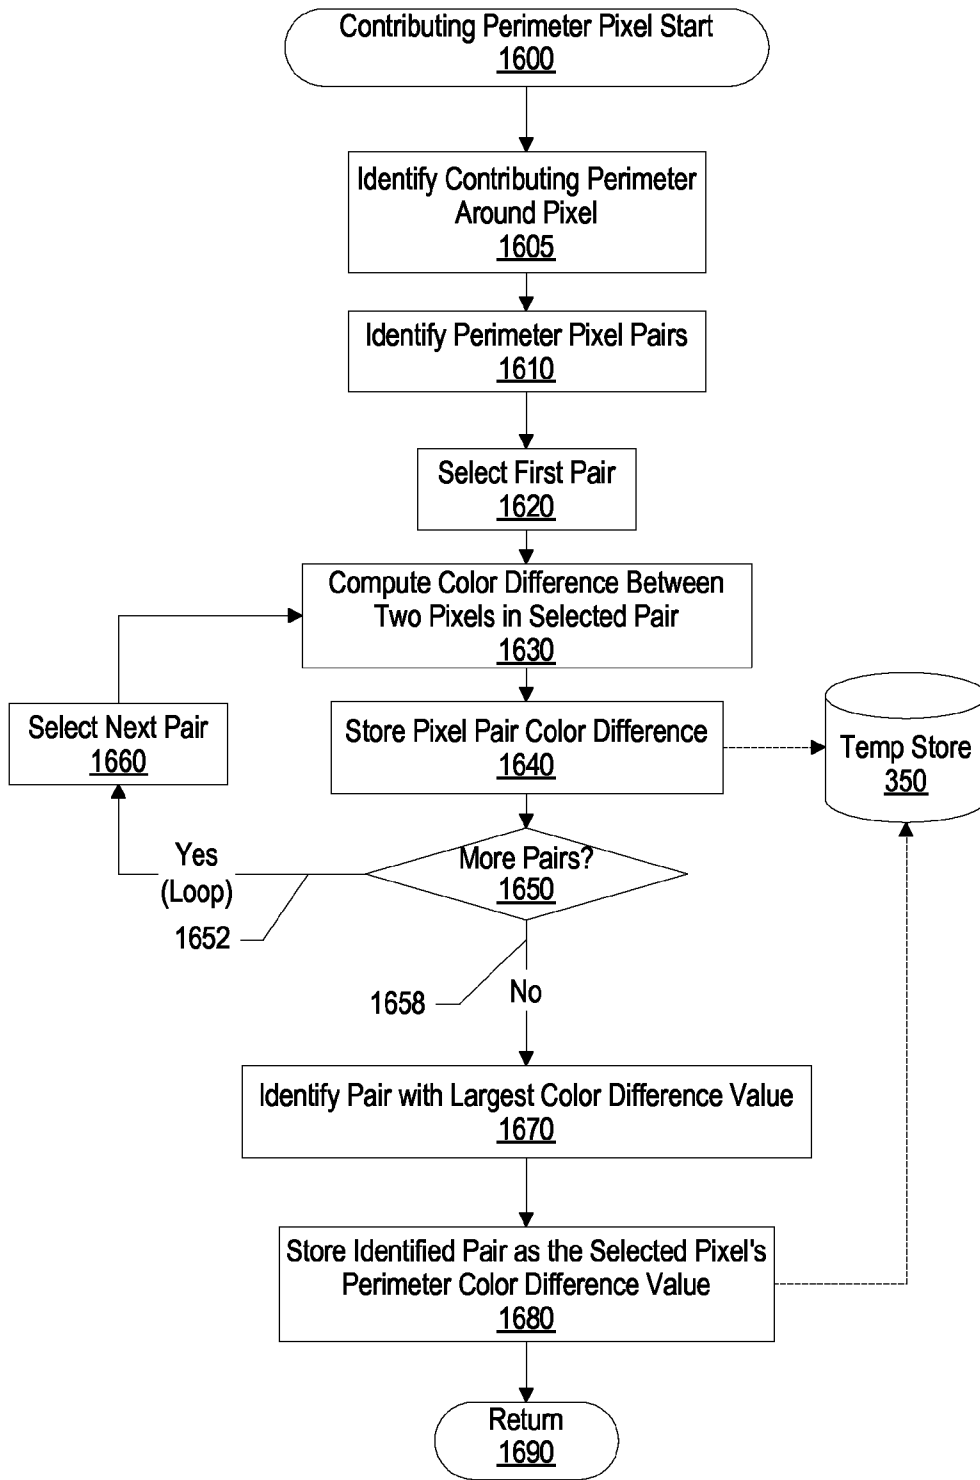 Contributing Perimeter Pixel Start
1600
Identify Contributing Perimeter
Around Pixel
1605
Identify Perimeter Pixel Pairs
1610
Select First Pair
1620
Compute Color Difference Between
Two Pixels in Selected Pair
1630
Select Next Pair
1660
Store Pixel Pair Color Difference
1640
Temp Store
350
Yes
(Loop)
1652
More Pairs?
1650
1658
No
Identify Pair with Largest Color Difference Value
1670
Store Identified Pair as the Selected Pixel's
Perimeter Color Difference Value
1680
Return
1690